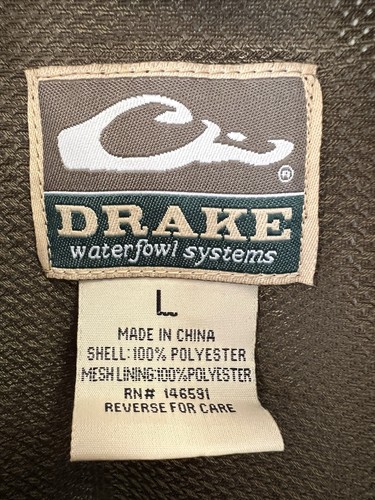 ®
DRAKE
waterfowl systems
L
MADE IN CHINA
SHELL: 100% POLYESTER
MESH LINING:100%POLYESTER
RN# 146591
REVERSE FOR CARE